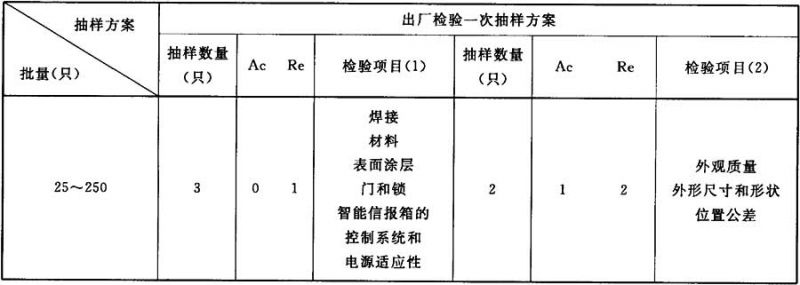 抽样方案
批量(只)
出厂检验一次抽样方案
抽样数量
(只)
Ac Re
检验项目(1)
抽样数量
(只)
Ac Re
检验项目(2)
25～250
3
0 1
焊接
材料
表面涂层
门和锁
智能信报箱的
控制系统和
电源适应性
2
1 2
外观质量
外形尺寸和形状
位置公差